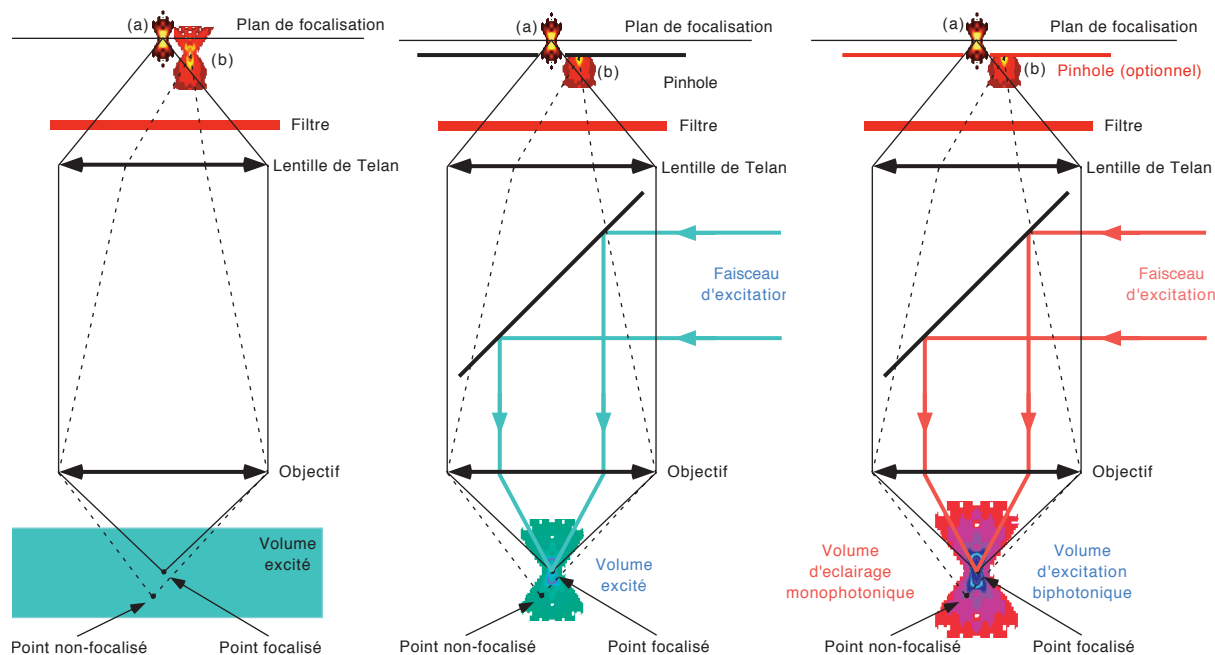 (a)
Plan de focalisation
(b)
Filtre
Lentille de Telan
Objectif
Volume
excité
Point non-focalisé
Point focalisé
(a)
Plan de focalisation
(b)
Pinhole
Filtre
Lentille de Telan
Faisceau
d'excitation
Objectif
Volume
excité
Point non-focalisé
Point focalisé
(a)
Plan de focalisation
(b)
Pinhole (optionnel)
Filtre
Lentille de Telan
Faisceau
d'excitation
Objectif
Volume
d'eclairage
monophotonique
Volume
d'excitation
biphotonique
Point non-focalisé
Point focalisé